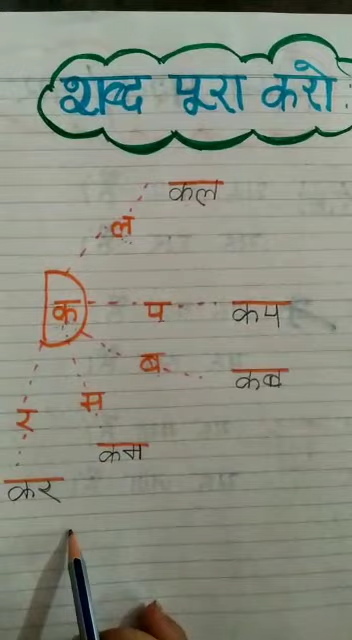 शब्द पूरा करो
ल कल
क प कप
ब कब
र म
कम
कर